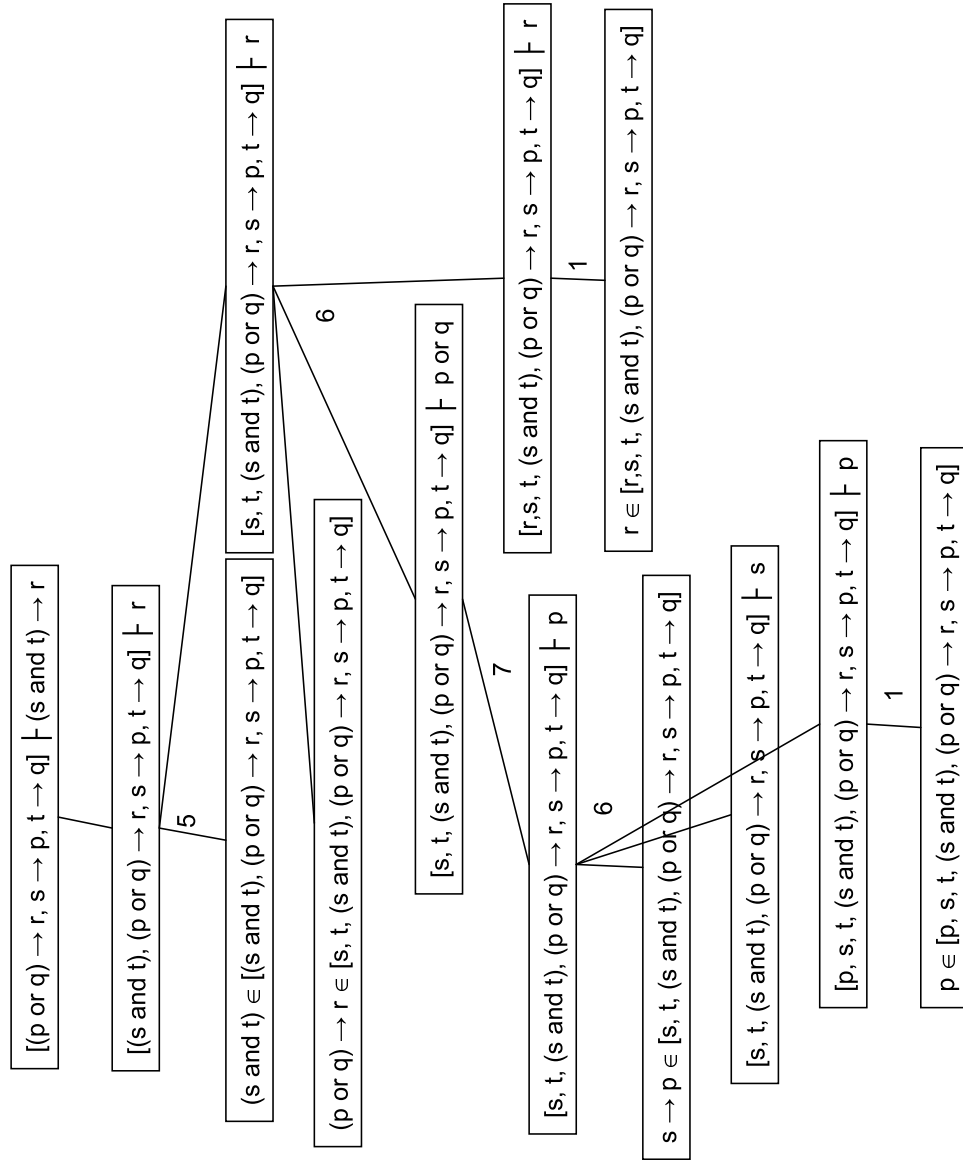 [(p or q) → r, s → p, t → q] ├ (s and t) → r
[(s and t), (p or q) → r, s → p, t → q] ├ r
5
(s and t) ∈ [(s and t), (p or q) → r, s → p, t → q]
[s, t, (s and t), (p or q) → r, s → p, t → q] ├ r
(p or q) → r ∈ [s, t, (s and t), (p or q) → r, s → p, t → q]
6
[s, t, (s and t), (p or q) → r, s → p, t → q] ├ p or q
7
[r,s, t, (s and t), (p or q) → r, s → p, t → q] ├ r
1
r ∈ [r,s, t, (s and t), (p or q) → r, s → p, t → q]
[s, t, (s and t), (p or q) → r, s → p, t → q] ├ p
6
s → p ∈ [s, t, (s and t), (p or q) → r, s → p, t → q]
[s, t, (s and t), (p or q) → r, s → p, t → q] ├ s
[p, s, t, (s and t), (p or q) → r, s → p, t → q] ├ p
1
p ∈ [p, s, t, (s and t), (p or q) → r, s → p, t → q]